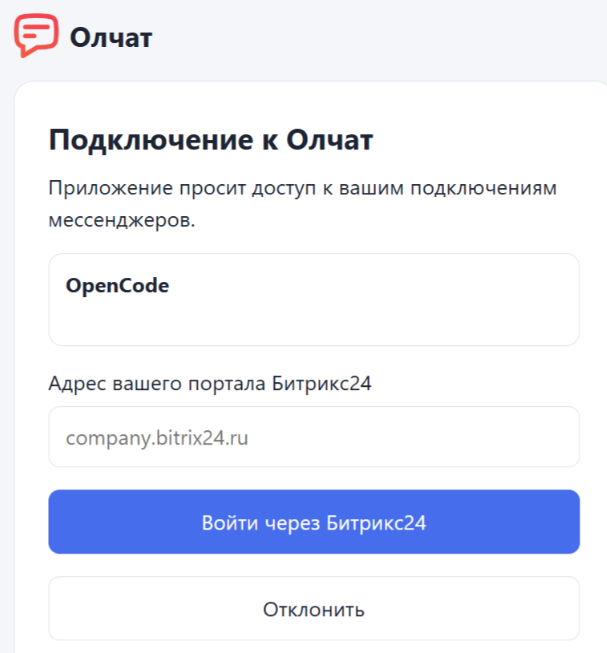 Олчат
Подключение к Олчат
Приложение просит доступ к вашим подключениям
мессенджеров.
OpenCode
Адрес вашего портала Битрикс24
company.bitrix24.ru
Войти через Битрикс24
Отклонить